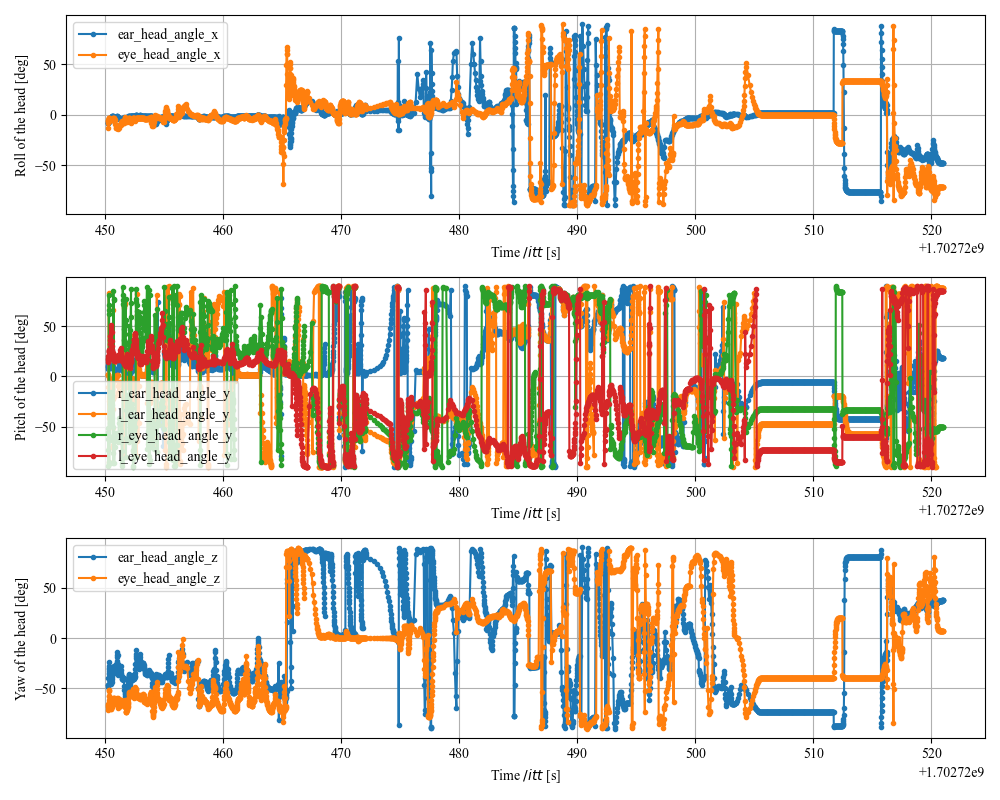 ear_head_angle_x
eye_head_angle_x
Roll of the head [deg]
50
0
−50
450 460 470 480 490 500 510 520
Time /itt [s]
+1.70272e9
Pitch of the head [deg]
50
0
−50
r_ear_head_angle_y
l_ear_head_angle_y
r_eye_head_angle_y
l_eye_head_angle_y
450 460 470 480 490 500 510 520
Time /itt [s]
+1.70272e9
ear_head_angle_z
eye_head_angle_z
Yaw of the head [deg]
50
0
−50
450 460 470 480 490 500 510 520
Time /itt [s]
+1.70272e9